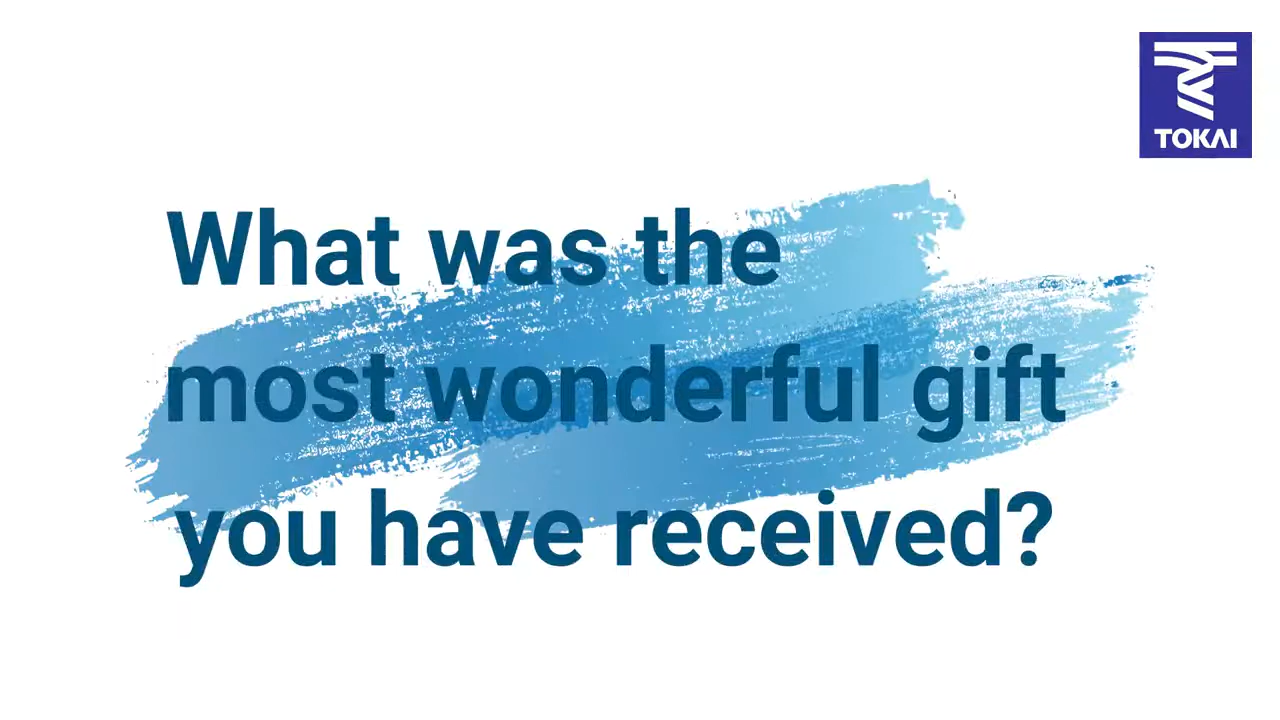 TOKAI
What was the
most wonderful gift
you have received?